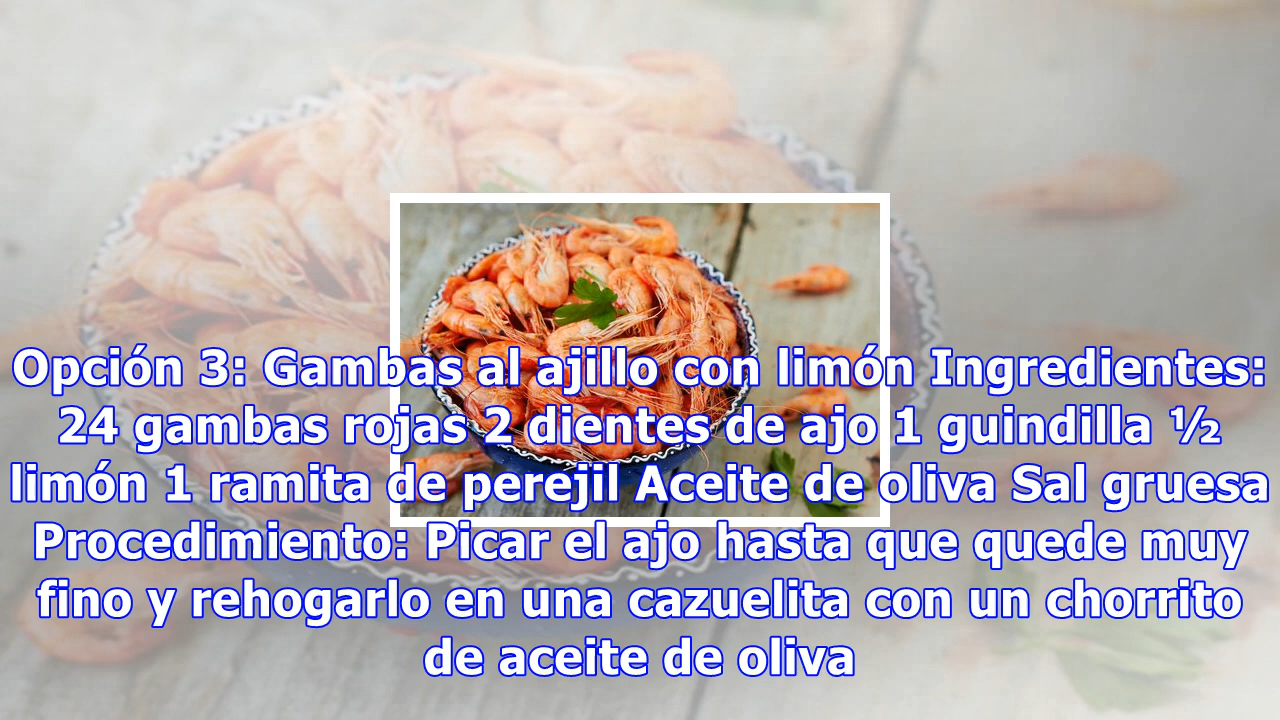 Opción 3: Gambas al ajillo con limón Ingredientes:
24 gambas rojas 2 dientes de ajo 1 guindilla ½
limón 1 ramita de perejil Aceite de oliva Sal gruesa
Procedimiento: Picar el ajo hasta que quede muy
fino y rehogarlo en una cazuelita con un chorrito
de aceite de oliva